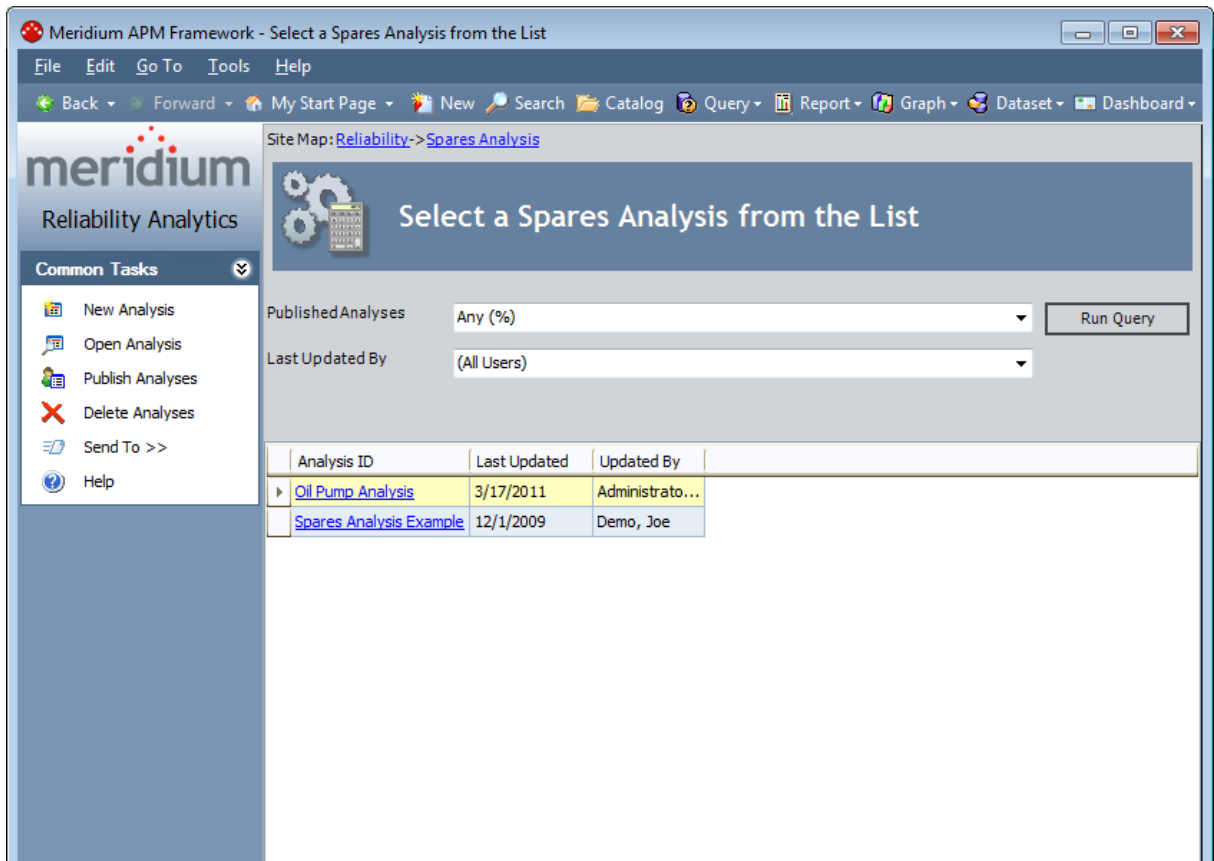 Meridium APM Framework - Select a Spares Analysis from the List
File Edit Go To Tools Help
Back Forward My Start Page New Search Catalog Query Report Graph Dataset Dashboard
meridium
Reliability Analytics
Common Tasks
New Analysis
Open Analysis
Publish Analyses
Delete Analyses
Send To >>
Help
Site Map: Reliability->Spares Analysis
Select a Spares Analysis from the List
Published Analyses Any (%) Run Query
Last Updated By (All Users)
Analysis ID Last Updated Updated By
Oil Pump Analysis 3/17/2011 Administrato...
Spares Analysis Example 12/1/2009 Demo, Joe